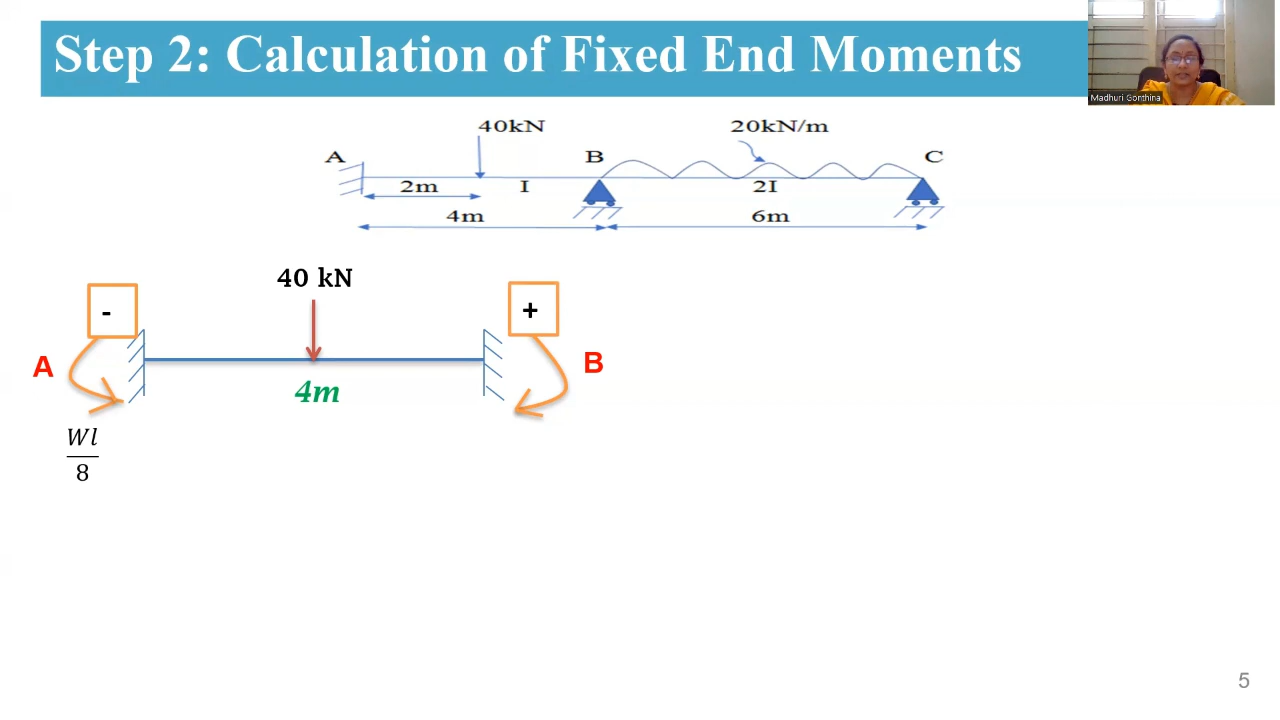 Step 2: Calculation of Fixed End Moments
Madhuri Gonthina
40kN
20kN/m
A
B
C
2m
I
2I
4m
6m
40 kN
-
+
A
B
4m
Wl
8
5